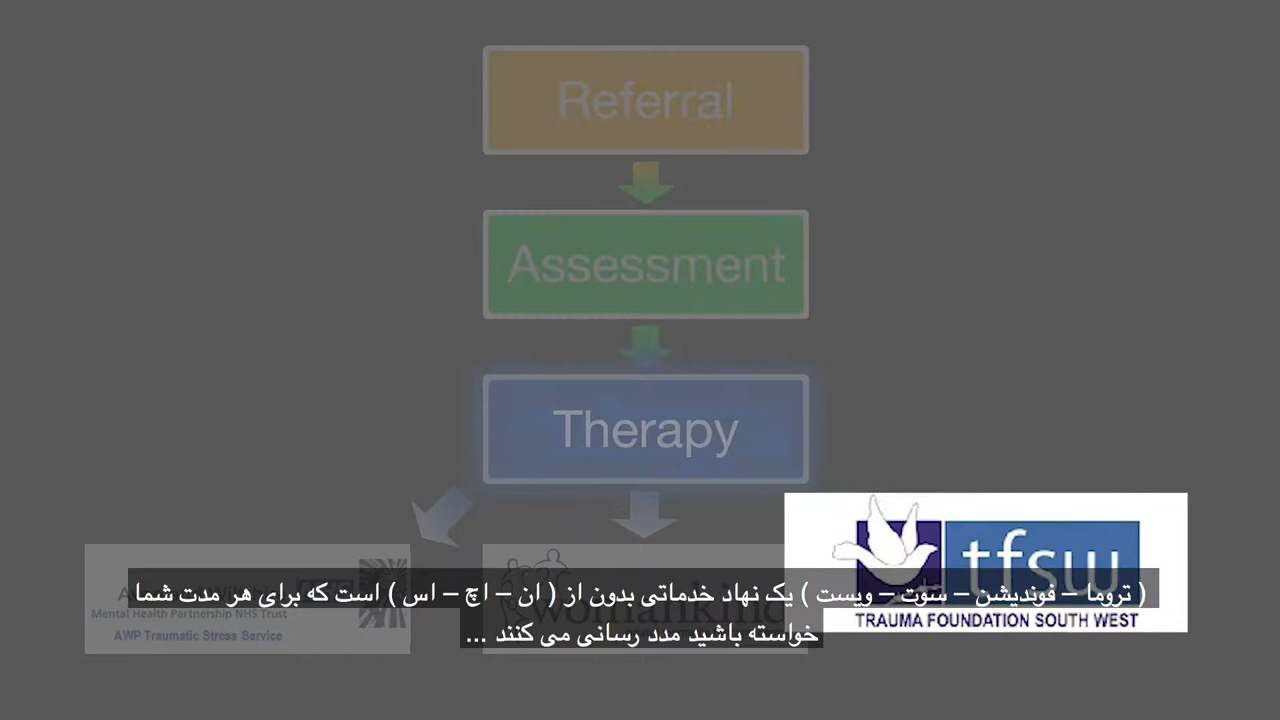 Referral
Assessment
Therapy
tfsw
TRAUMA FOUNDATION SOUTH WEST
Mental Health Partnership NHS Trust
AWP Traumatic Stress Service
womankind
( تروما – فوندیشن – سوت – ویست ) یک نهاد خدماتی بدون از ( ان – اچ – اس ) است که برای هر مدت شما
خواسته باشید مدد رسانی می کنند ...